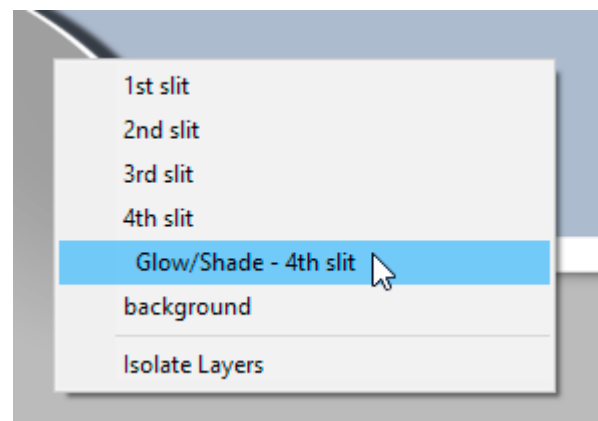 1st slit
2nd slit
3rd slit
4th slit
Glow/Shade - 4th slit
background
Isolate Layers